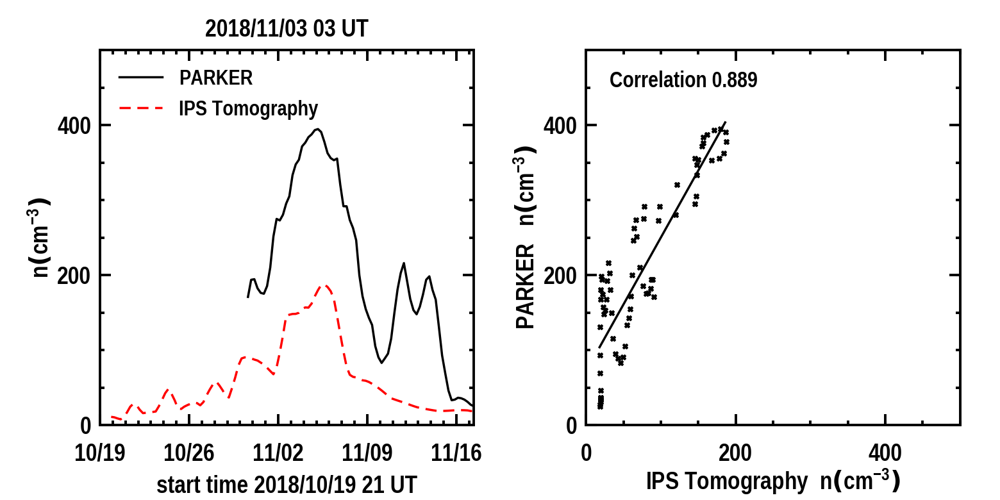 2018/11/03 03 UT
PARKER
IPS Tomography
400
200
0
n(cm⁻³)
10/19 10/26 11/02 11/09 11/16
start time 2018/10/19 21 UT
Correlation 0.889
400
200
0
PARKER n(cm⁻³)
0 200 400
IPS Tomography n(cm⁻³)